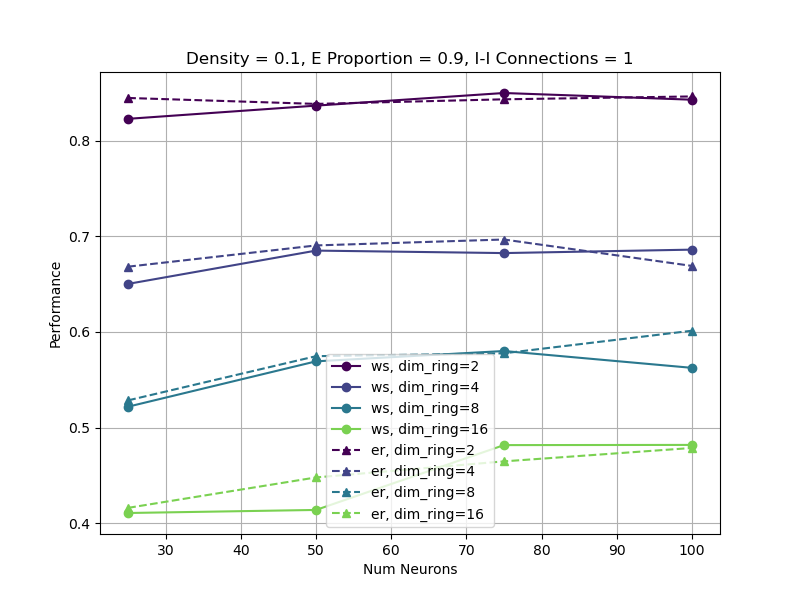 Density = 0.1, E Proportion = 0.9, I-I Connections = 1
Performance
0.8
0.7
0.6
0.5
0.4
ws, dim_ring=2
ws, dim_ring=4
ws, dim_ring=8
ws, dim_ring=16
er, dim_ring=2
er, dim_ring=4
er, dim_ring=8
er, dim_ring=16
30 40 50 60 70 80 90 100
Num Neurons